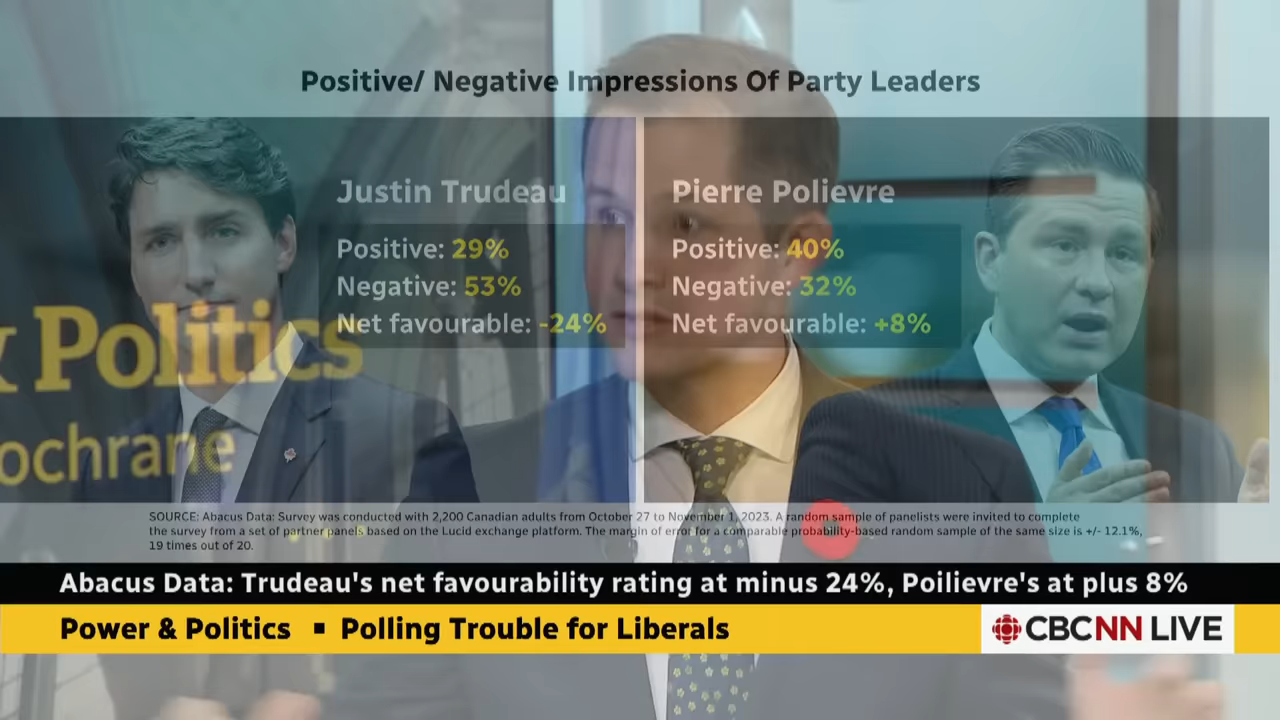 Positive/ Negative Impressions Of Party Leaders
Justin Trudeau
Positive: 29%
Negative: 53%
Net favourable: -24%
Pierre Polievre
Positive: 40%
Negative: 32%
Net favourable: +8%
& Politics
ochrane
SOURCE: Abacus Data: Survey was conducted with 2,200 Canadian adults from October 27 to November 1, 2023. A random sample of panelists were invited to complete
the survey from a set of partner panels based on the Lucid exchange platform. The margin of error for a comparable probability-based random sample of the same size is +/- 12.1%,
19 times out of 20.
Abacus Data: Trudeau's net favourability rating at minus 24%, Poilievre's at plus 8%
Power & Politics ▪ Polling Trouble for Liberals
CBCNN LIVE